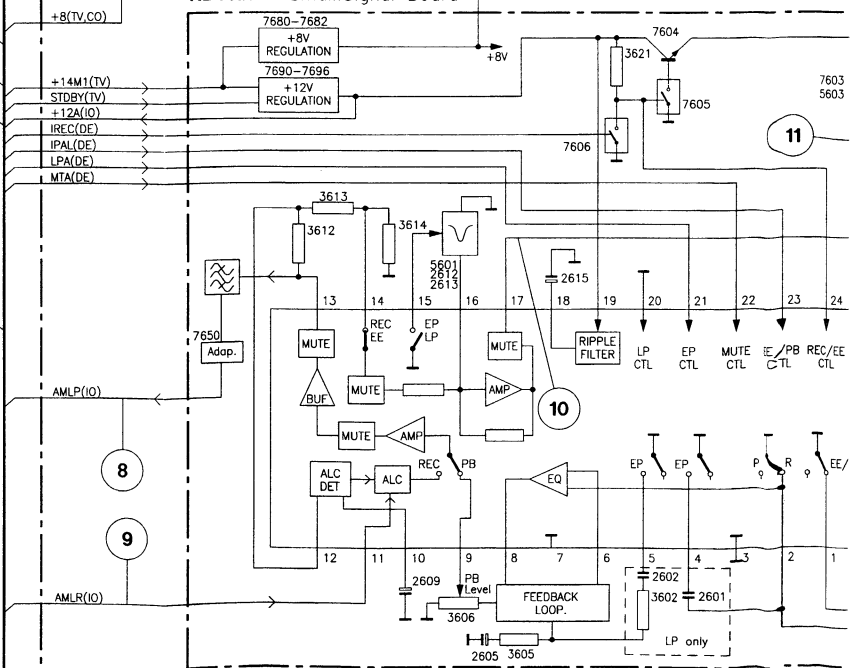 +8(TV,CO)
7680-7682
+8V
REGULATION
+8V
7690-7696
+12V
REGULATION
+14M1(TV)
STDBY(TV)
+12A(IO)
IREC(DE)
IPAL(DE)
LPA(DE)
MTA(DE)
7604
3621
7605
7606
7603
5603
11
3613
3612
3614
5601
2612
2613
2615
13
14
15
16
17
18
19
20
21
22
23
24
7650
Adap.
MUTE
REC
EE
EP
LP
MUTE
RIPPLE
FILTER
LP
CTL
EP
CTL
MUTE
CTL
EE/PB
CTL
REC/EE
CTL
BUF
MUTE
AMP
10
AMLP(IO)
8
MUTE
AMP
REC
PB
ALC
DET
ALC
EQ
EP
EP
P
R
EE/
9
12
11
10
9
8
7
6
5
4
3
2
1
AMLR(IO)
2609
PB
Level
3606
FEEDBACK
LOOP.
2602
3602
2601
LP only
2605
3605